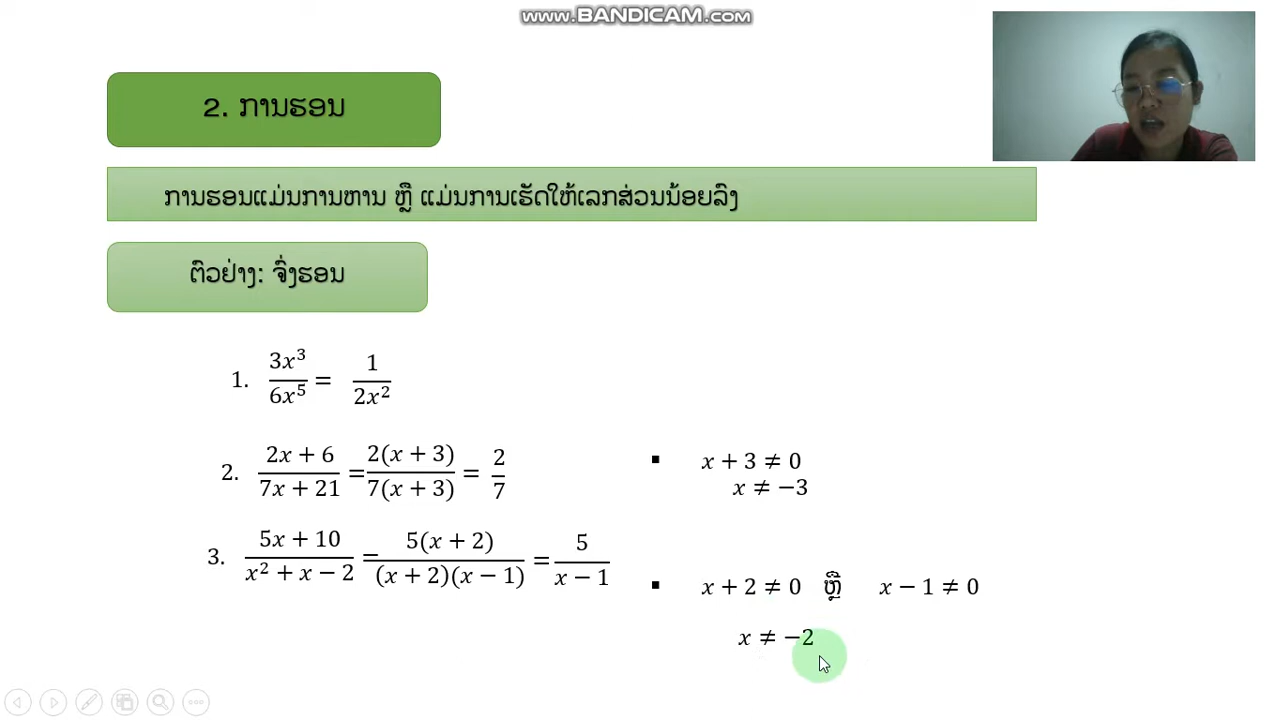 www.BANDICAM.com
2. ການຮອນ
ການຮອນແມ່ນການຫານ ຫຼື ແມ່ນການເຮັດໃຫ້ເລກສ່ວນນ້ອຍລົງ
ຕົວຢ່າງ: ຈົ່ງຮອນ
1. 3x³/6x⁵ = 1/2x²
2. 2x + 6/7x + 21 = 2(x + 3)/7(x + 3) = 2/7
▪ x + 3 ≠ 0
x ≠ −3
3. 5x + 10/x² + x − 2 = 5(x + 2)/(x + 2)(x − 1) = 5/x − 1
▪ x + 2 ≠ 0 ຫຼື x − 1 ≠ 0
x ≠ −2